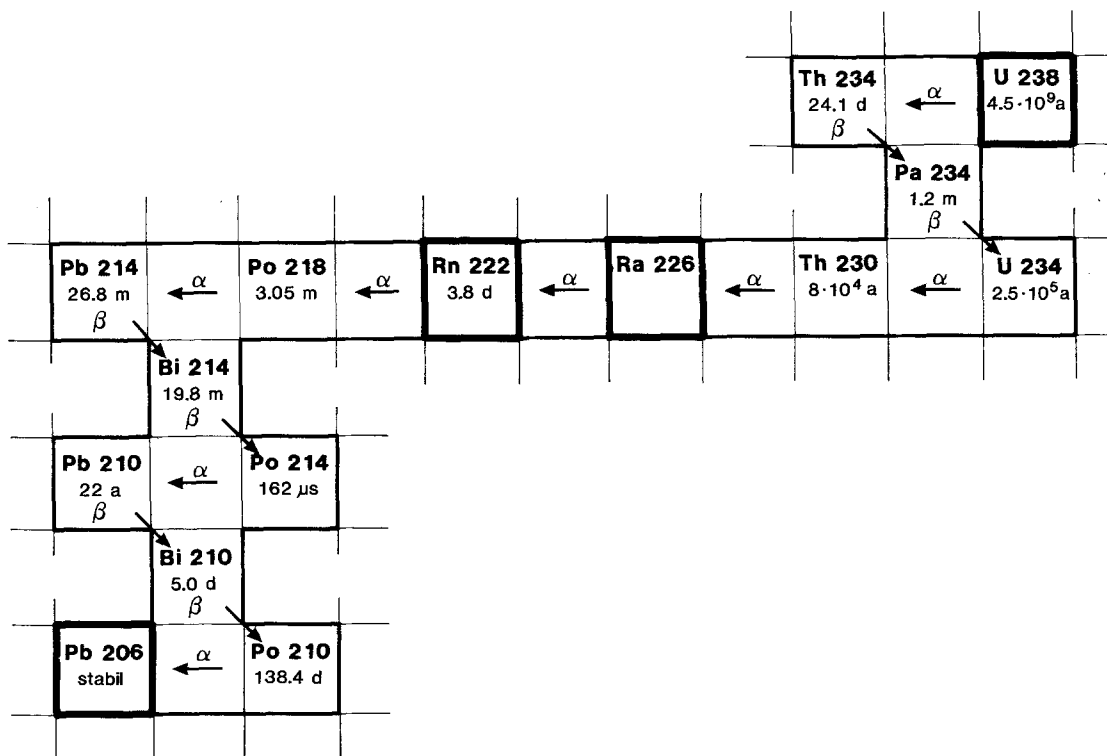 Th 234
24.1 d
β
α
U 238
4.5·10⁹a
Pa 234
1.2 m
β
Pb 214
26.8 m
β
α
Po 218
3.05 m
α
Rn 222
3.8 d
α
Ra 226
α
Th 230
8·10⁴ a
α
U 234
2.5·10⁵a
Bi 214
19.8 m
β
Pb 210
22 a
β
α
Po 214
162 µs
Bi 210
5.0 d
β
Pb 206
stabil
α
Po 210
138.4 d